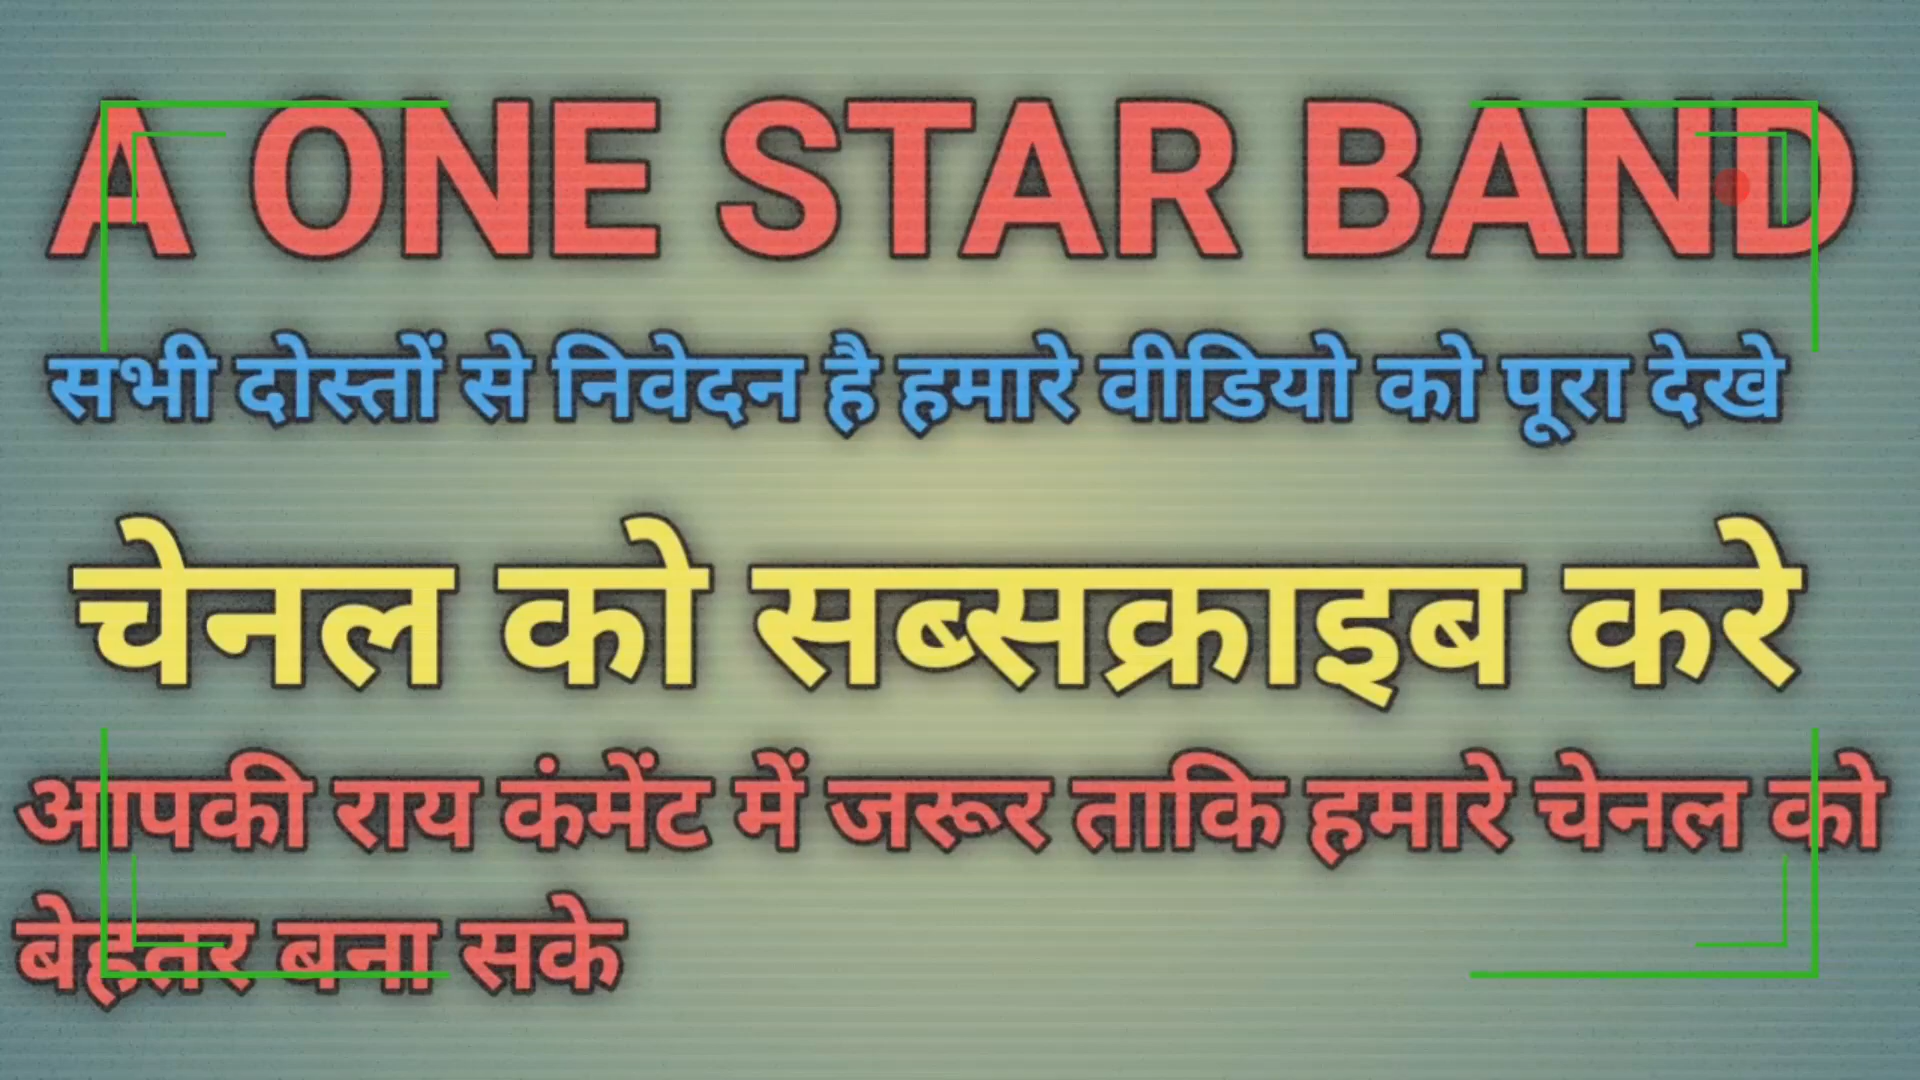 A ONE STAR BAND
सभी दोस्तों से निवेदन है हमारे वीडियो को पूरा देखे
चेनल को सब्सक्राइब करे
आपकी राय कंमेंट में जरूर ताकि हमारे चेनल को
बेहतर बना सके